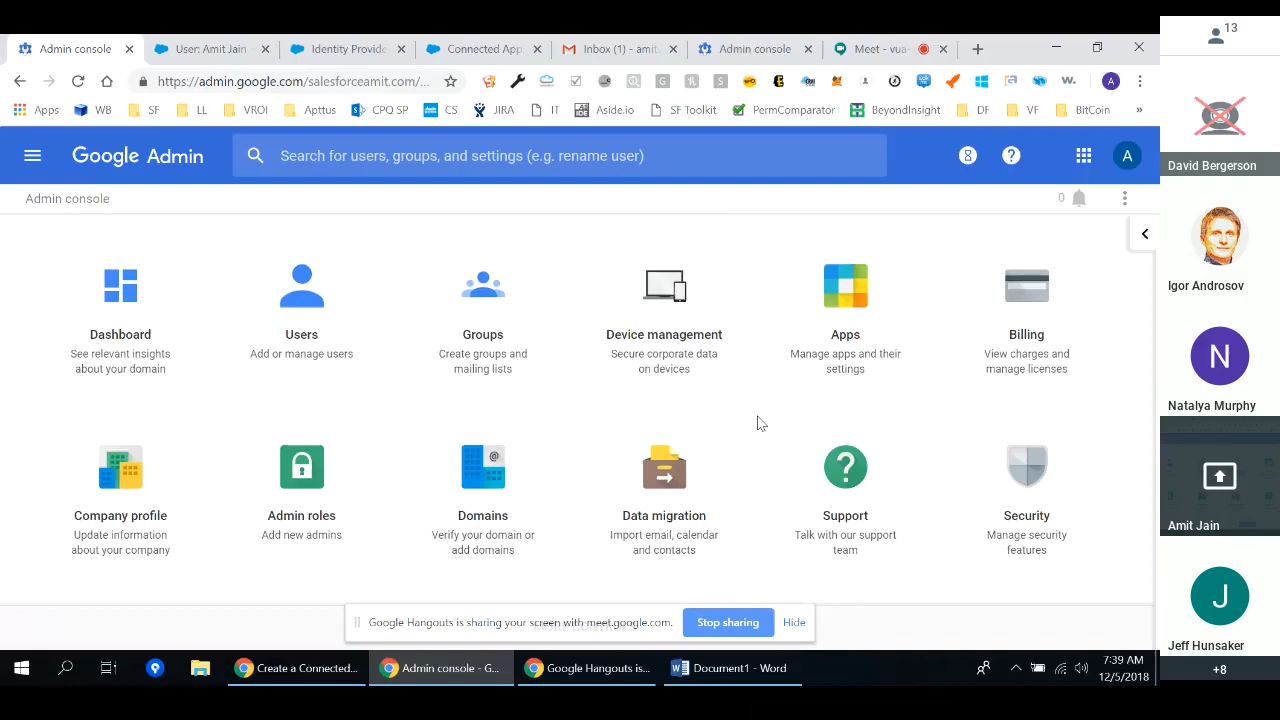 Admin console
User: Amit Jain ~
Identity Provide
Connected App
Inbox (1) - amit.
Admin console
Meet - vua-
13
https://admin.google.com/salesforceamit.com/...
A
Apps
WB
SF
LL
VROI
Apttus
CPQ SP
CS
JIRA
IT
Aside.io
SF Toolkit
PermComparator
BeyondInsight
DF
VF
BitCoin
»
Google Admin
Search for users, groups, and settings (e.g. rename user)
A
David Bergerson
Admin console
0
Dashboard
See relevant insights
about your domain
Users
Add or manage users
Groups
Create groups and
mailing lists
Device management
Secure corporate data
on devices
Apps
Manage apps and their
settings
Billing
View charges and
manage licenses
Igor Androsov
N
Natalya Murphy
Company profile
Update information
about your company
Admin roles
Add new admins
Domains
Verify your domain or
add domains
Data migration
Import email, calendar
and contacts
Support
Talk with our support
team
Security
Manage security
features
Amit Jain
J
Jeff Hunsaker
+8
Google Hangouts is sharing your screen with meet.google.com.
Stop sharing
Hide
Create a Connected...
Admin console - G...
Google Hangouts is...
Document1 - Word
7:39 AM
12/5/2018